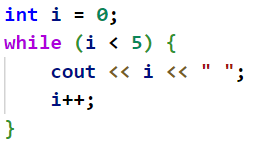 int i = 0;
while (i < 5) {
    cout << i << " ";
    i++;
}